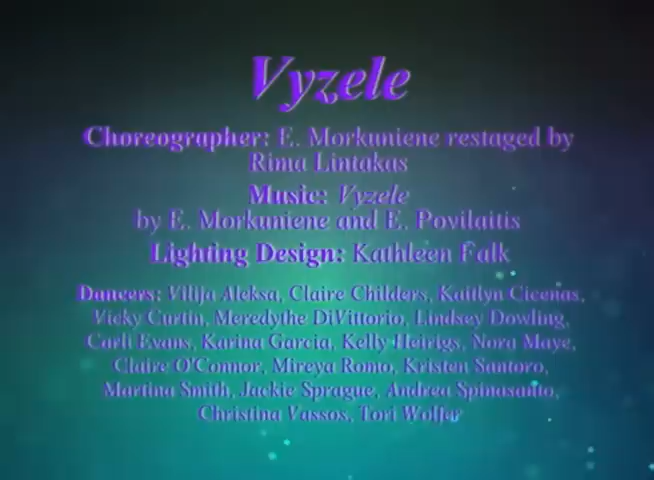 Vyzele
Choreographer: E. Morkuniene restaged by
Rima Lintakas
Music: Vyzele
by E. Morkuniene and E. Povilaitis
Lighting Design: Kathleen Falk
Dancers: Vilija Aleksa, Claire Childers, Kaitlyn Cicenas,
Vicky Curtin, Meredythe DiVittorio, Lindsey Dowling,
Carli Evans, Karina Garcia, Kelly Heirigs, Nora Maye,
Claire O'Connor, Mireya Romo, Kristen Santoro,
Martina Smith, Jackie Sprague, Andrea Spinasanto,
Christina Vassos, Tori Wolfer